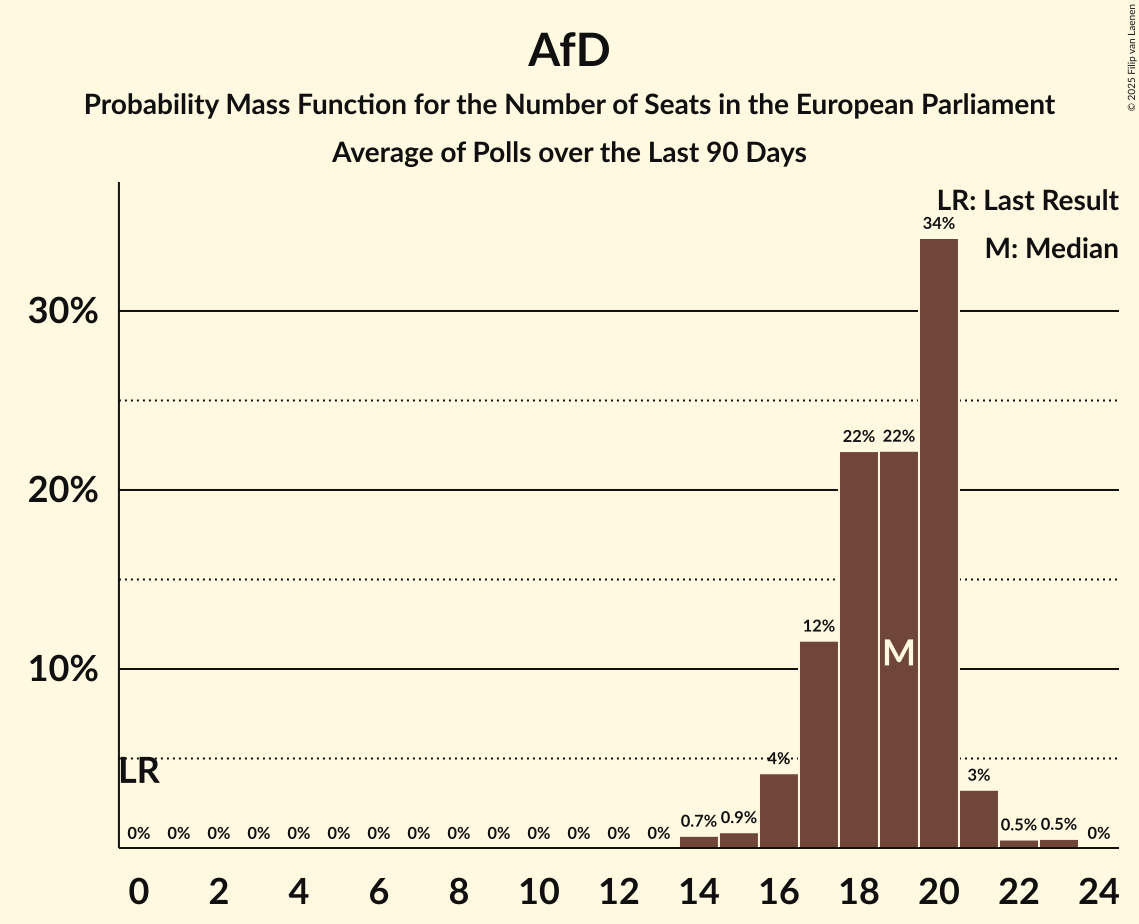 AfD
Probability Mass Function for the Number of Seats in the European Parliament
Average of Polls over the Last 90 Days
© 2025 Filip van Laenen
LR: Last Result
M: Median
34%
30%
22% 22%
20%
12%
M
10%
LR
4%
3%
0% 0% 0% 0% 0% 0% 0% 0% 0% 0% 0% 0% 0% 0% 0.7% 0.9% 0.5% 0.5% 0%
0 2 4 6 8 10 12 14 16 18 20 22 24